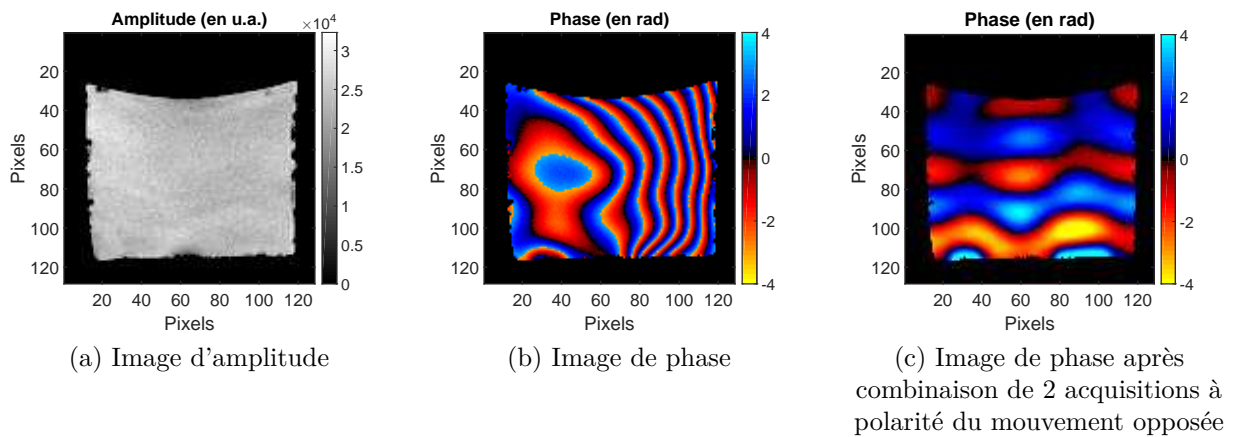 Amplitude (en u.a.)
×10⁴
20
40
60
80
100
120
Pixels
20 40 60 80 100 120
Pixels
3
2.5
2
1.5
1
0.5
0
(a) Image d'amplitude
Phase (en rad)
20
40
60
80
100
120
Pixels
20 40 60 80 100 120
Pixels
4
2
0
-2
-4
(b) Image de phase
Phase (en rad)
20
40
60
80
100
120
Pixels
20 40 60 80 100 120
Pixels
4
2
0
-2
-4
(c) Image de phase après
combinaison de 2 acquisitions à
polarité du mouvement opposée